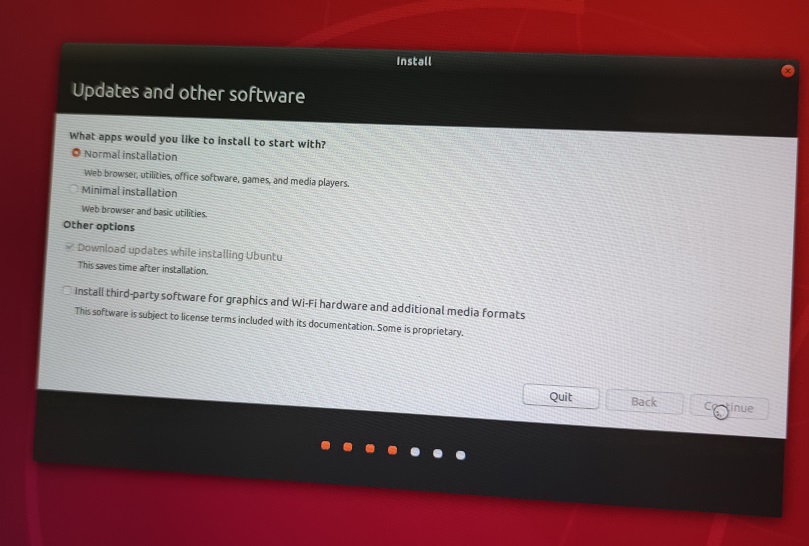 Install
Updates and other software
What apps would you like to install to start with?
Normal installation
Web browser, utilities, office software, games, and media players.
Minimal installation
Web browser and basic utilities.
Other options
Download updates while installing Ubuntu
This saves time after installation.
Install third-party software for graphics and Wi-Fi hardware and additional media formats
This software is subject to license terms included with its documentation. Some is proprietary.
Quit
Back
Continue